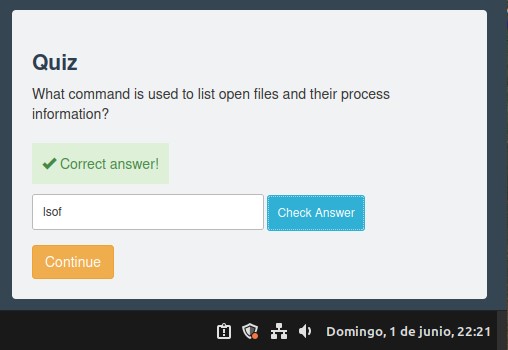 Quiz
What command is used to list open files and their process
information?
✔ Correct answer!
lsof
Check Answer
Continue
Domingo, 1 de junio, 22:21